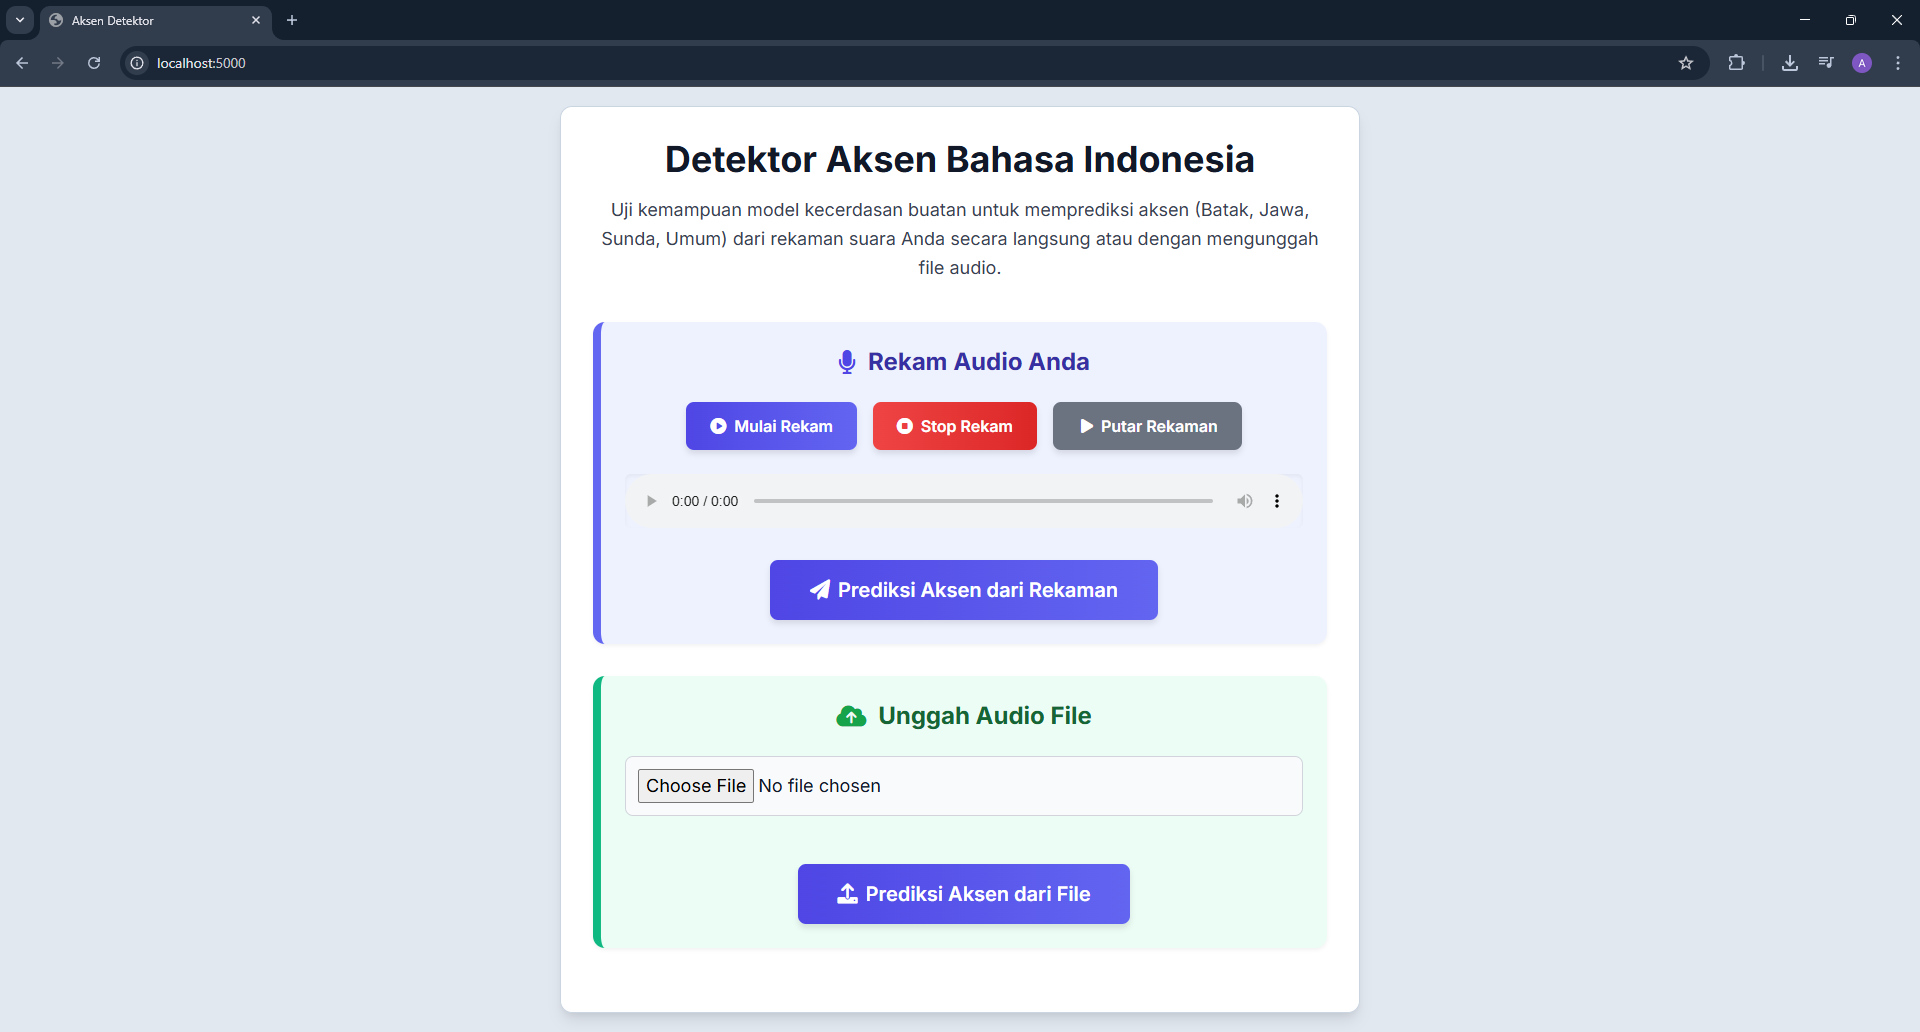 Aksen Detektor
localhost:5000
A
Detektor Aksen Bahasa Indonesia
Uji kemampuan model kecerdasan buatan untuk memprediksi aksen (Batak, Jawa,
Sunda, Umum) dari rekaman suara Anda secara langsung atau dengan mengunggah
file audio.
Rekam Audio Anda
Mulai Rekam
Stop Rekam
Putar Rekaman
0:00 / 0:00
Prediksi Aksen dari Rekaman
Unggah Audio File
Choose File No file chosen
Prediksi Aksen dari File